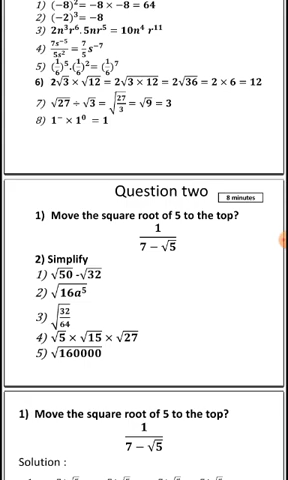 1) (−8)²= −8 × −8 = 64
2) (−2)³= −8
3) 2n³r⁶. 5nr⁵ = 10n⁴ r¹¹
4) 7s⁻⁵/5s² = 7/5 s⁻⁷
5) (1/6)⁵.(1/6)²= (1/6)⁷
6) 2√3 × √12 = 2√3 × 12 = 2√36 = 2 × 6 = 12
7) √27 ÷ √3 = √27/3 = √9 = 3
8) 1⁻ × 1⁰ = 1
Question two
8 minutes
1) Move the square root of 5 to the top?
1
7 − √5
2) Simplify
1) √50 -√32
2) √16a⁵
3) √32/64
4) √5 × √15 × √27
5) √160000
1) Move the square root of 5 to the top?
1
7 − √5
Solution :